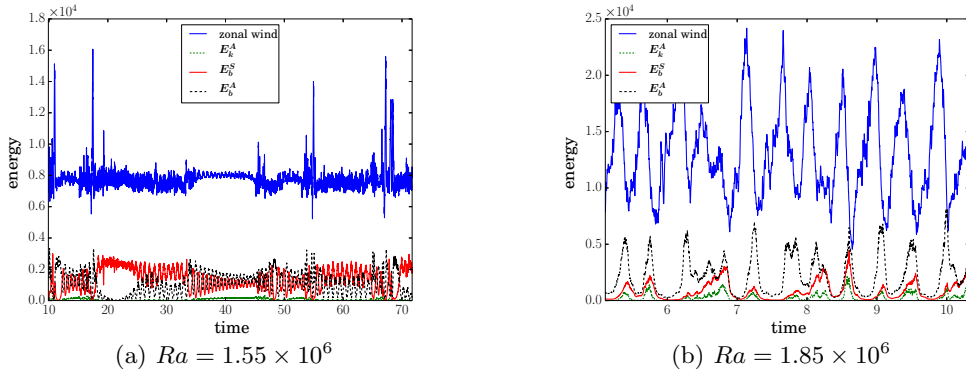 1.8 ×10⁴
1.6
1.4
1.2
1.0
0.8
0.6
0.4
0.2
0.0
energy
zonal wind
E_k^A
E_b^S
E_b^A
10 20 30 40 50 60 70
time
(a) Ra = 1.55 × 10⁶
2.5 ×10⁴
2.0
1.5
1.0
0.5
0.0
energy
zonal wind
E_k^A
E_b^S
E_b^A
6 7 8 9 10
time
(b) Ra = 1.85 × 10⁶